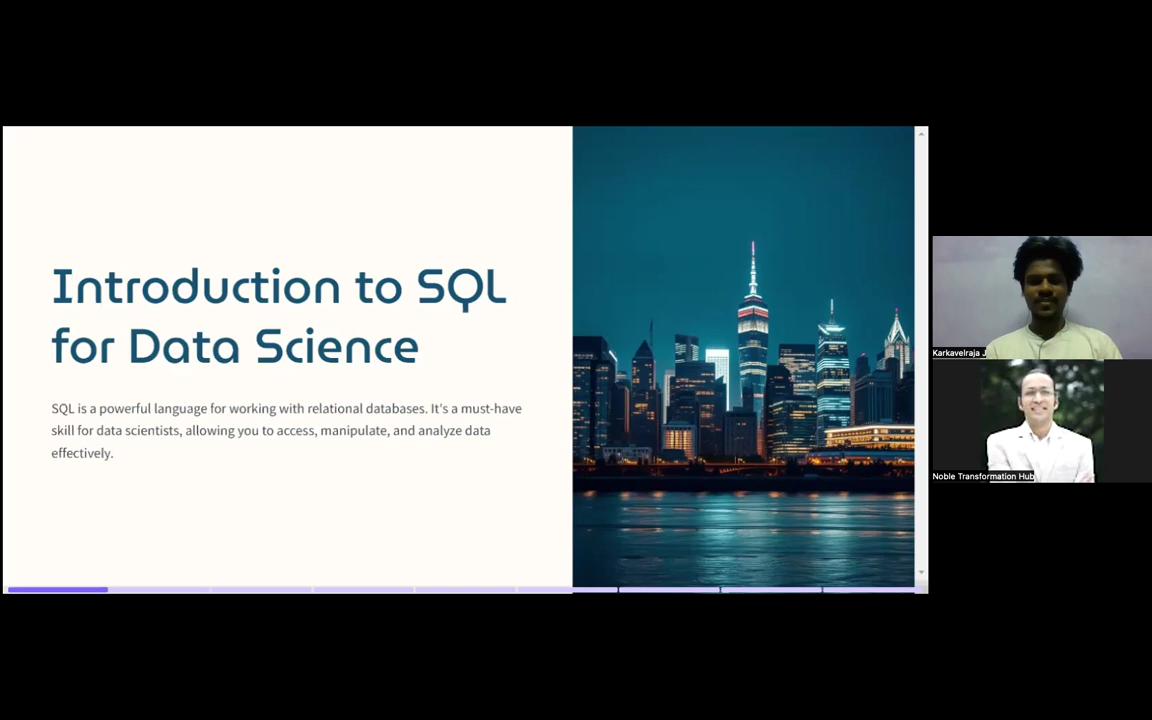 Introduction to SQL
for Data Science
SQL is a powerful language for working with relational databases. It's a must-have
skill for data scientists, allowing you to access, manipulate, and analyze data
effectively.
Karkavelraja J
Noble Transformation Hub